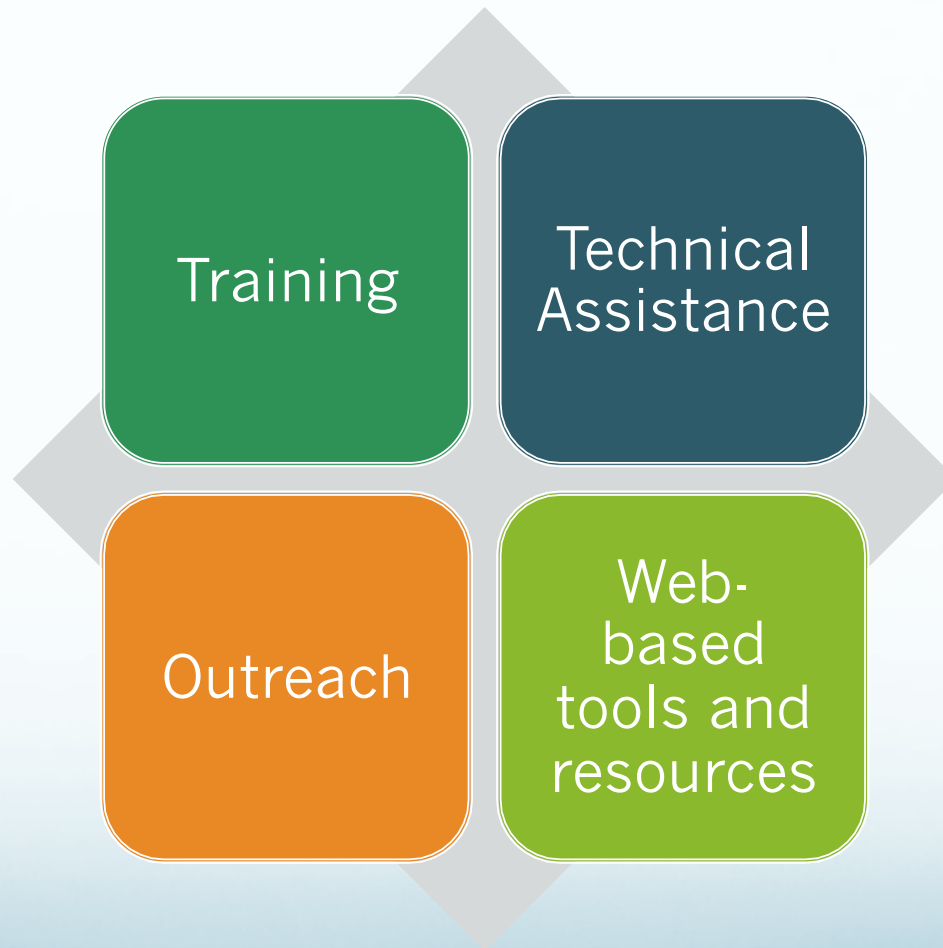 Training
Technical
Assistance
Outreach
Web-
based
tools and
resources